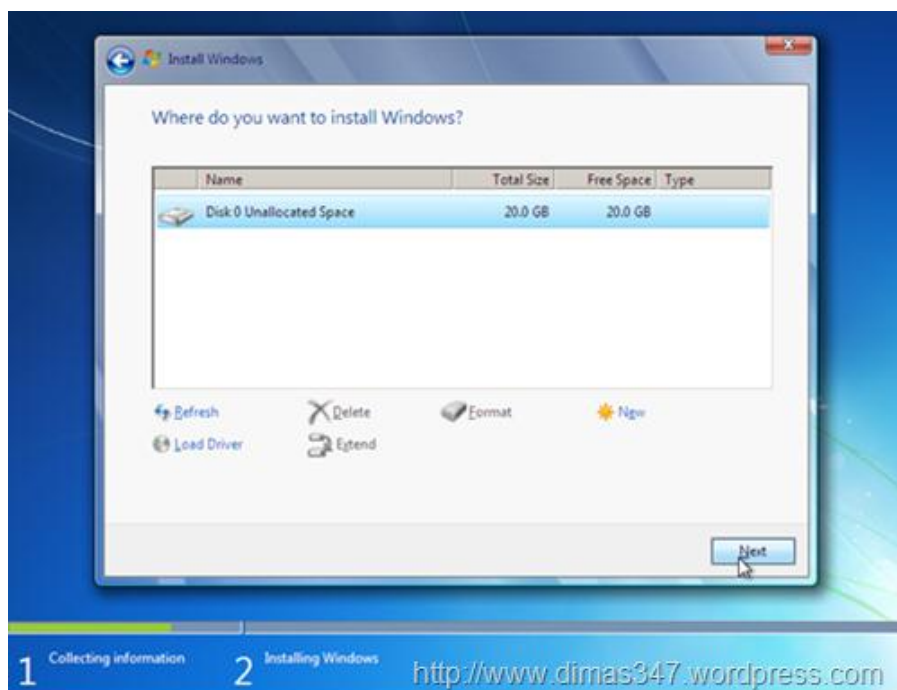 Install Windows
Where do you want to install Windows?
Name Total Size Free Space Type
Disk 0 Unallocated Space 20.0 GB 20.0 GB
Refresh Delete Format New
Load Driver Extend
Next
1 Collecting information 2 Installing Windows
http://www.dimas347.wordpress.com